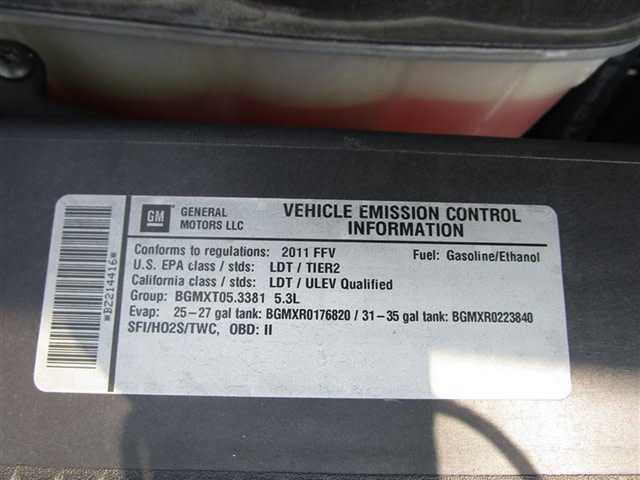 *B2214416*
GM
GENERAL MOTORS LLC
VEHICLE EMISSION CONTROL INFORMATION
Conforms to regulations: 2011 FFV Fuel: Gasoline/Ethanol
U.S. EPA class / stds: LDT / TIER2
California class / stds: LDT / ULEV Qualified
Group: BGMXT05.3381 5.3L
Evap: 25-27 gal tank: BGMXR0176820 / 31-35 gal tank: BGMXR0223840
SFI/HO2S/TWC, OBD: II